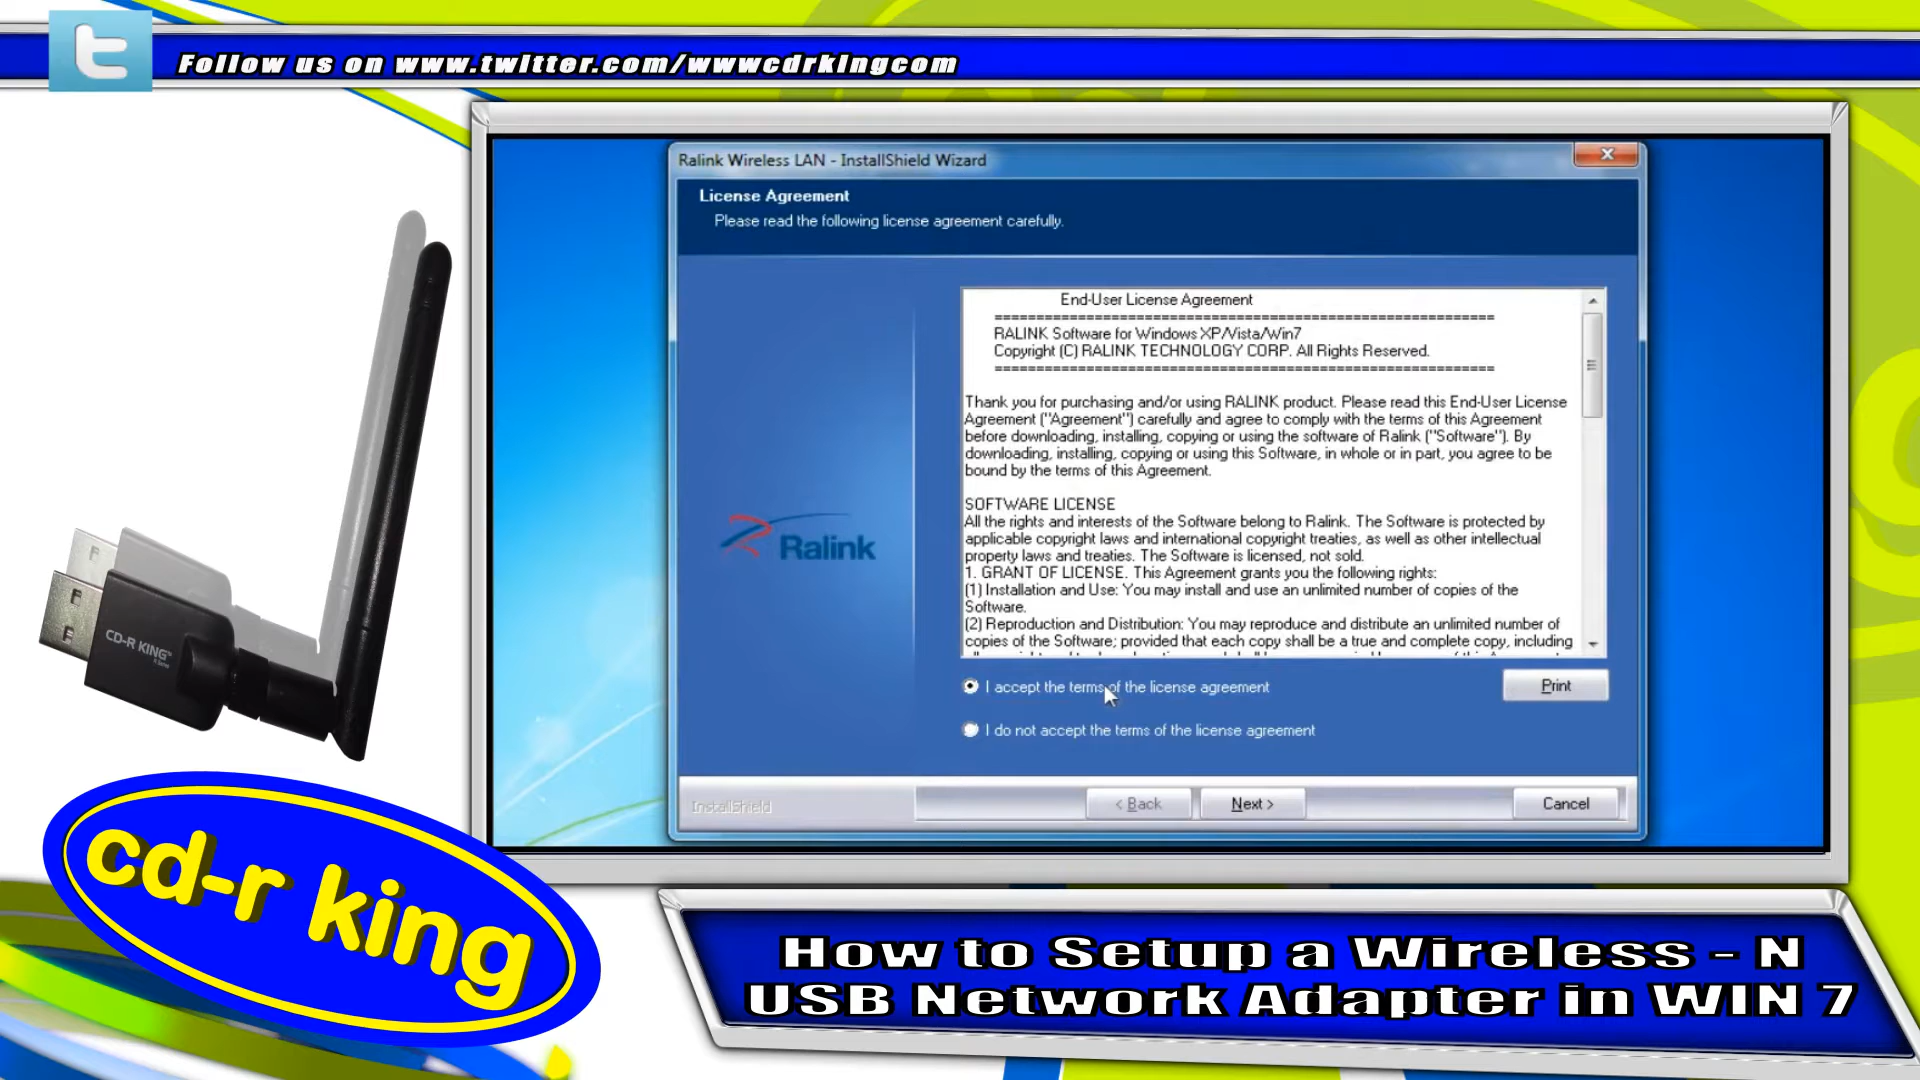 Follow us on www.twitter.com/wwwcdrkingcom
Ralink Wireless LAN - InstallShield Wizard
License Agreement
Please read the following license agreement carefully.
End-User License Agreement
============================================================
RALINK Software for Windows XP/Vista/Win7
Copyright (C) RALINK TECHNOLOGY CORP. All Rights Reserved.
============================================================
Thank you for purchasing and/or using RALINK product. Please read this End-User License
Agreement ("Agreement") carefully and agree to comply with the terms of this Agreement
before downloading, installing, copying or using the software of Ralink ("Software"). By
downloading, installing, copying or using this Software, in whole or in part, you agree to be
bound by the terms of this Agreement.
SOFTWARE LICENSE
All the rights and interests of the Software belong to Ralink. The Software is protected by
applicable copyright laws and international copyright treaties, as well as other intellectual
property laws and treaties. The Software is licensed, not sold.
1. GRANT OF LICENSE. This Agreement grants you the following rights:
(1) Installation and Use: You may install and use an unlimited number of copies of the
Software.
(2) Reproduction and Distribution: You may reproduce and distribute an unlimited number of
copies of the Software; provided that each copy shall be a true and complete copy, including
Ralink
I accept the terms of the license agreement
Print
I do not accept the terms of the license agreement
InstallShield
< Back
Next >
Cancel
CD-R KING™
cd-r king
How to Setup a Wireless - N
USB Network Adapter in WIN 7